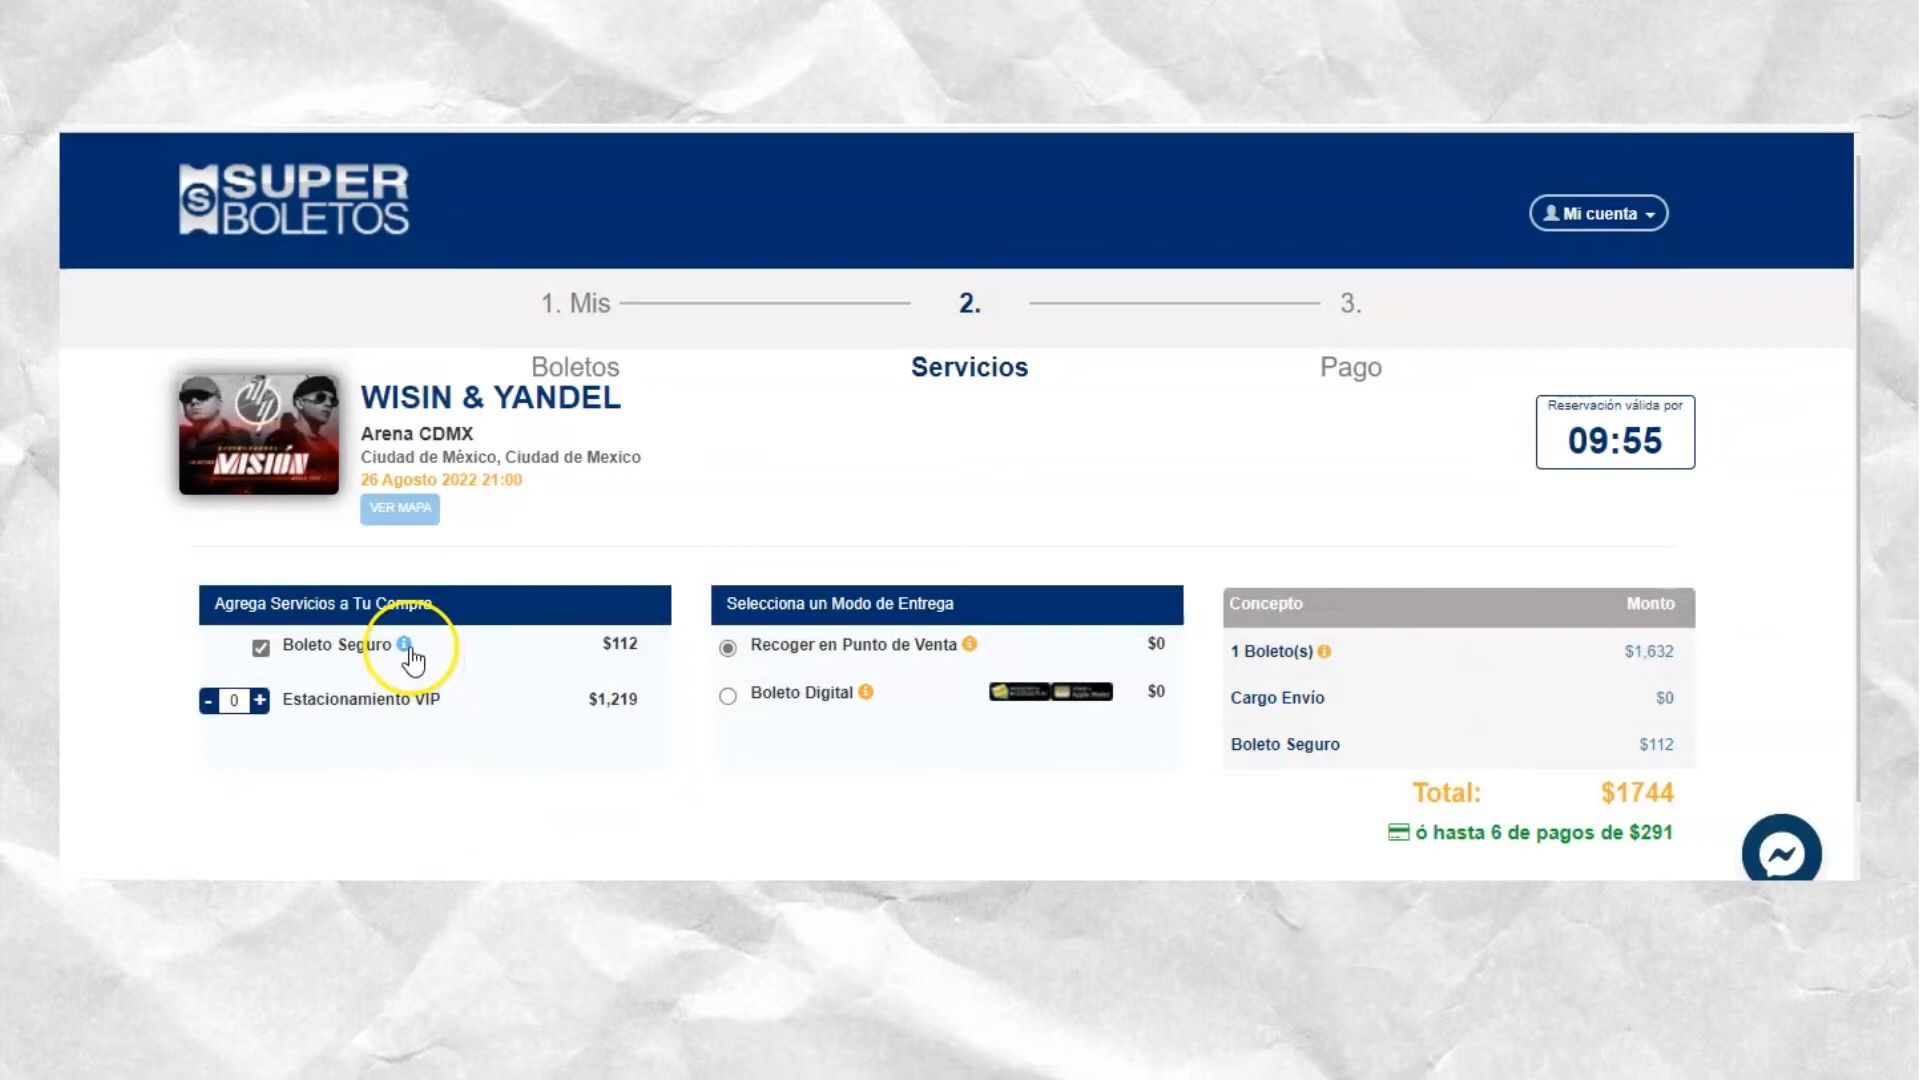 SUPER
BOLETOS
Mi cuenta
1. Mis
2.
3.
Boletos
Servicios
Pago
WISIN & YANDEL
Arena CDMX
Ciudad de México, Ciudad de Mexico
26 Agosto 2022 21:00
VER MAPA
MISIÓN
Reservación válida por
09:55
Agrega Servicios a Tu Compra
Boleto Seguro $112
- 0 + Estacionamiento VIP $1,219
Selecciona un Modo de Entrega
Recoger en Punto de Venta $0
Boleto Digital $0
Concepto Monto
1 Boleto(s) $1,632
Cargo Envío $0
Boleto Seguro $112
Total: $1744
ó hasta 6 de pagos de $291